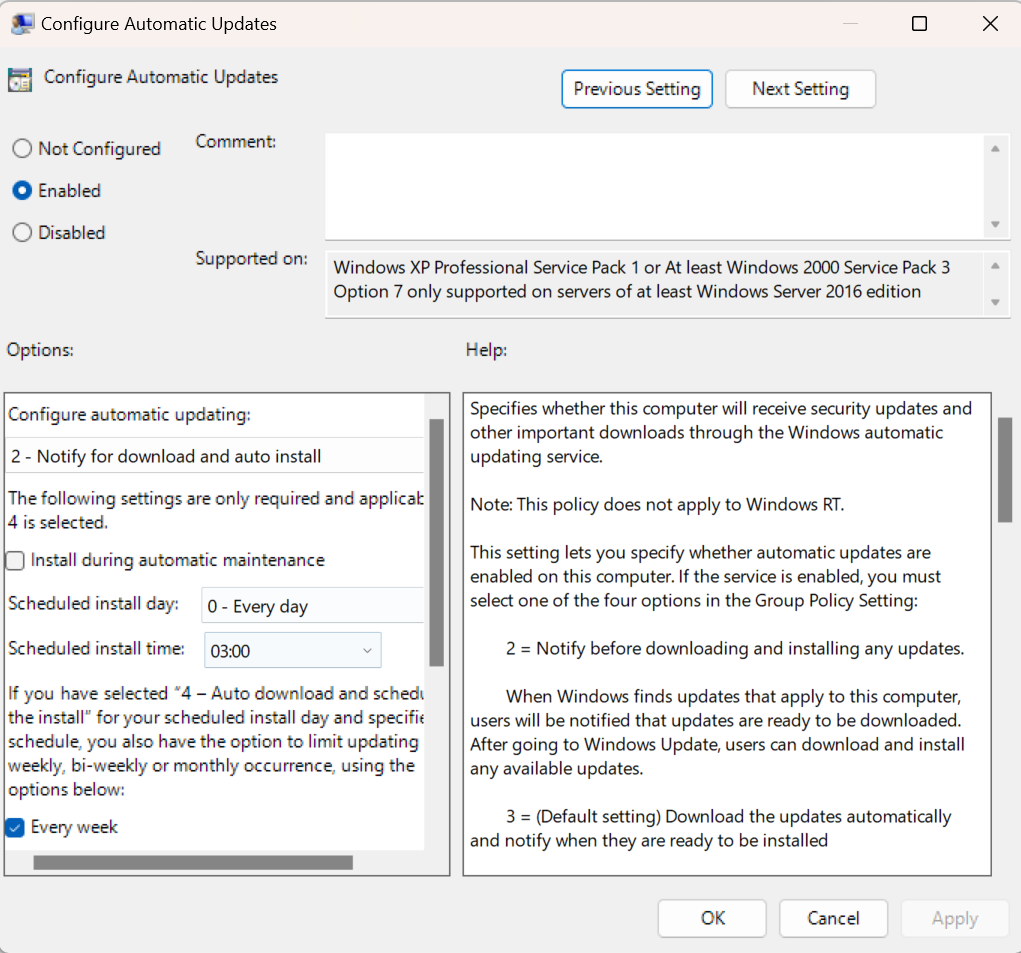 Configure Automatic Updates
Configure Automatic Updates
Previous Setting
Next Setting
Not Configured
Enabled
Disabled
Comment:
Supported on:
Windows XP Professional Service Pack 1 or At least Windows 2000 Service Pack 3
Option 7 only supported on servers of at least Windows Server 2016 edition
Options:
Help:
Configure automatic updating:
2 - Notify for download and auto install
The following settings are only required and applicab
4 is selected.
Install during automatic maintenance
Scheduled install day:
0 - Every day
Scheduled install time:
03:00
If you have selected “4 – Auto download and schedu
the install” for your scheduled install day and specifie
schedule, you also have the option to limit updating
weekly, bi-weekly or monthly occurrence, using the
options below:
Every week
Specifies whether this computer will receive security updates and
other important downloads through the Windows automatic
updating service.
Note: This policy does not apply to Windows RT.
This setting lets you specify whether automatic updates are
enabled on this computer. If the service is enabled, you must
select one of the four options in the Group Policy Setting:
2 = Notify before downloading and installing any updates.
When Windows finds updates that apply to this computer,
users will be notified that updates are ready to be downloaded.
After going to Windows Update, users can download and install
any available updates.
3 = (Default setting) Download the updates automatically
and notify when they are ready to be installed
OK
Cancel
Apply